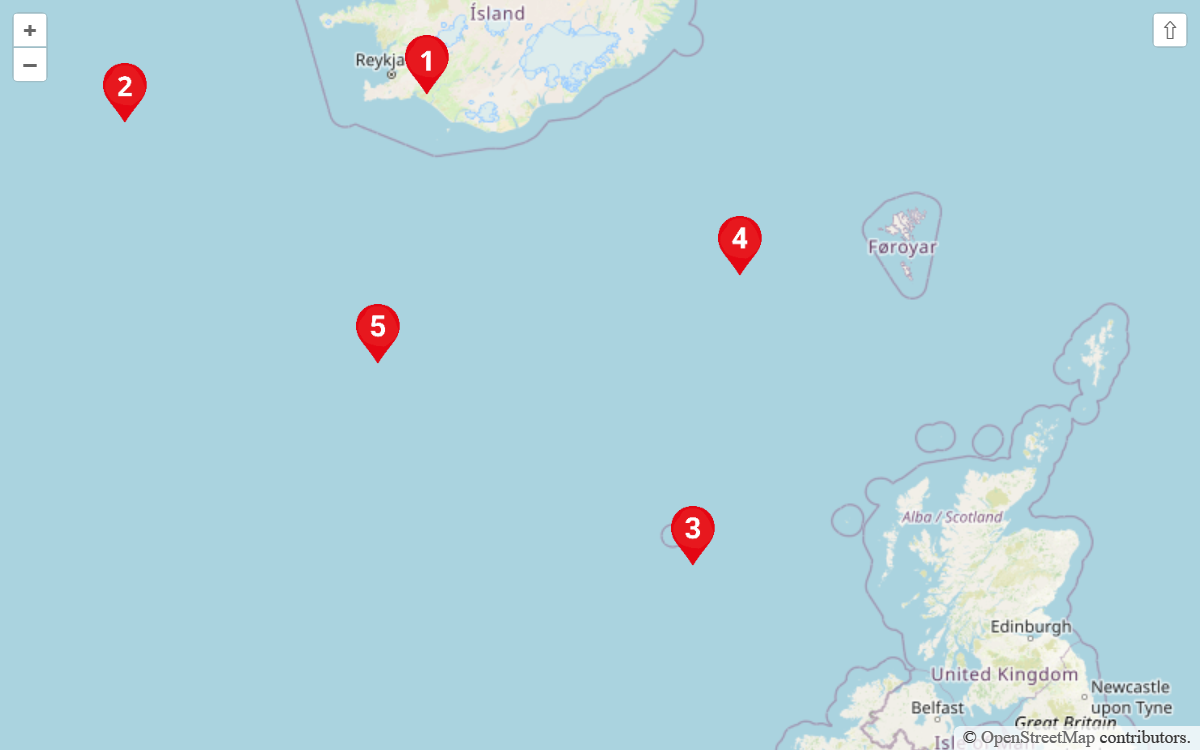 +
−
⇧
Ísland
Reykja
1
2
Føroyar
4
5
3
Alba / Scotland
Edinburgh
United Kingdom
Newcastle
upon Tyne
Belfast
Great Britain
© OpenStreetMap contributors.